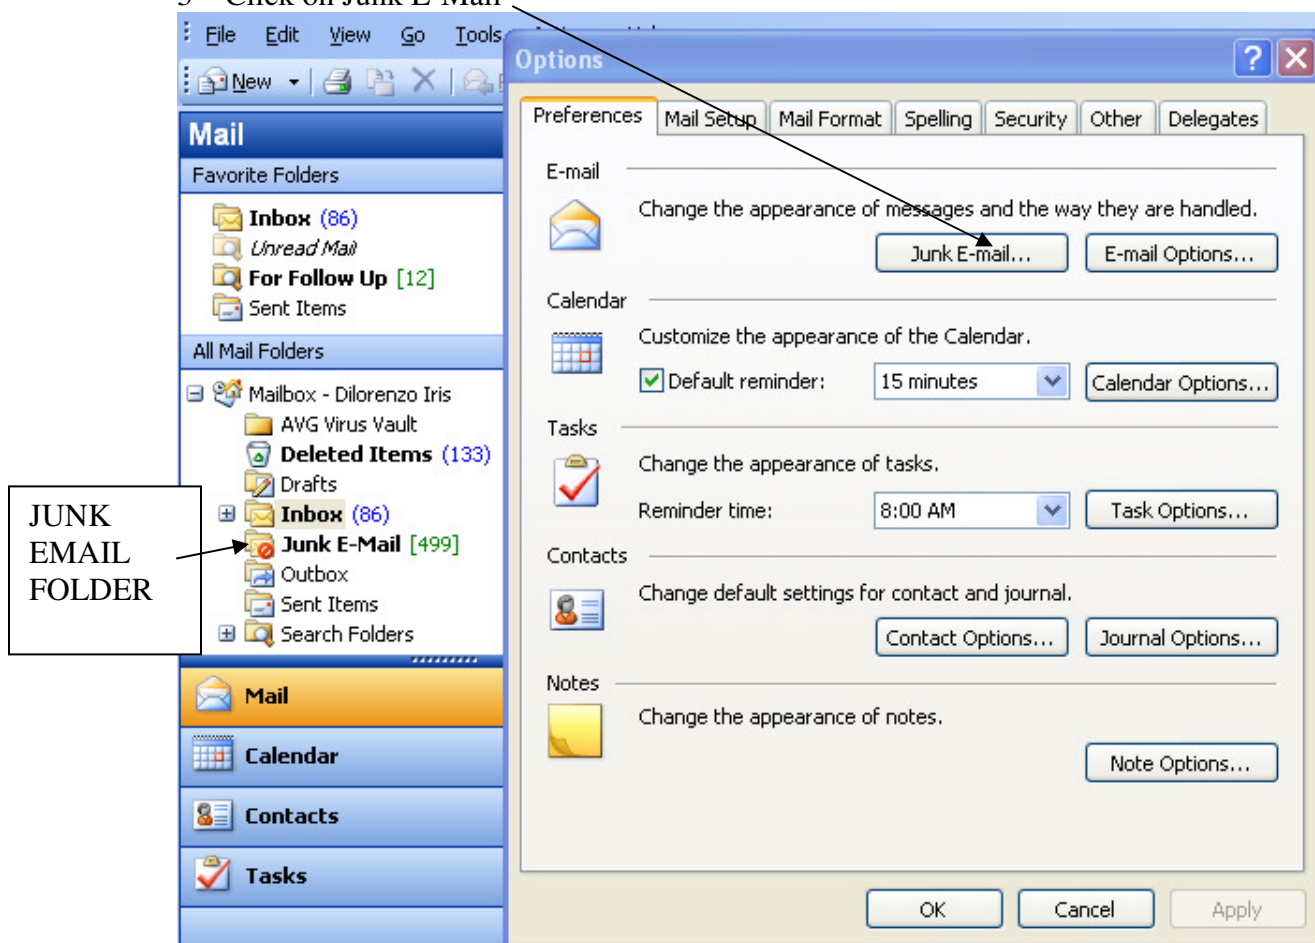 3 Click on Junk E-Mail
File Edit View Go Tools
New
Mail
Favorite Folders
Inbox (86)
Unread Mail
For Follow Up [12]
Sent Items
All Mail Folders
Mailbox - Dilorenzo Iris
AVG Virus Vault
Deleted Items (133)
Drafts
Inbox (86)
Junk E-Mail [499]
Outbox
Sent Items
Search Folders
Mail
Calendar
Contacts
Tasks
JUNK
EMAIL
FOLDER
Options
Preferences Mail Setup Mail Format Spelling Security Other Delegates
E-mail
Change the appearance of messages and the way they are handled.
Junk E-mail... E-mail Options...
Calendar
Customize the appearance of the Calendar.
Default reminder: 15 minutes Calendar Options...
Tasks
Change the appearance of tasks.
Reminder time: 8:00 AM Task Options...
Contacts
Change default settings for contact and journal.
Contact Options... Journal Options...
Notes
Change the appearance of notes.
Note Options...
OK Cancel Apply